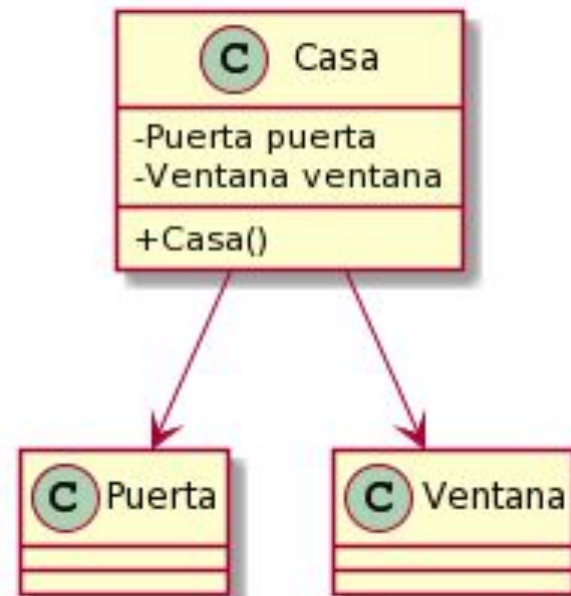 C Casa
-Puerta puerta
-Ventana ventana
+Casa()
C Puerta
C Ventana